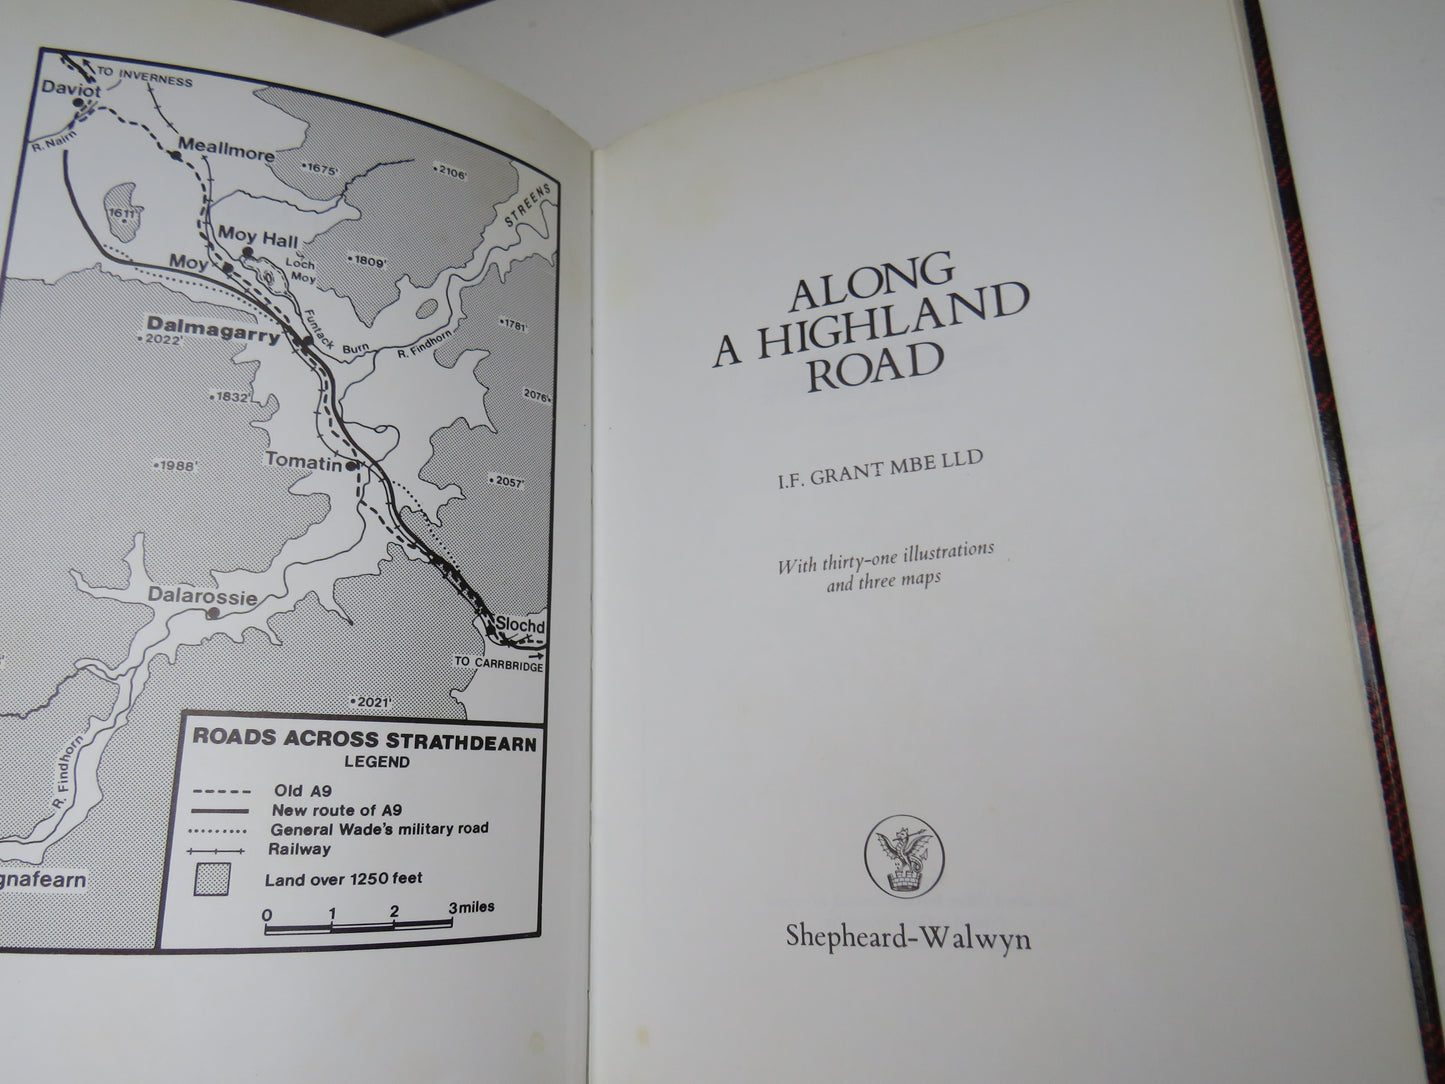 TO INVERNESS
Daviot
R. Nairn
Meallmore
1675'
2106'
STREENS
1611'
Moy Hall
Loch
Moy
1809'
Moy
Funtack Burn
R. Findhorn
1781'
Dalmagarry
2022'
1832'
2076'
Tomatin
1988'
2057'
Dalarossie
Slochd
TO CARRBRIDGE
2021'
R. Findhorn
gnafearn
ROADS ACROSS STRATHDEARN
LEGEND
Old A9
New route of A9
General Wade's military road
Railway
Land over 1250 feet
0 1 2 3 miles
ALONG
A HIGHLAND
ROAD
I.F. GRANT MBE LLD
With thirty-one illustrations
and three maps
Shepheard-Walwyn